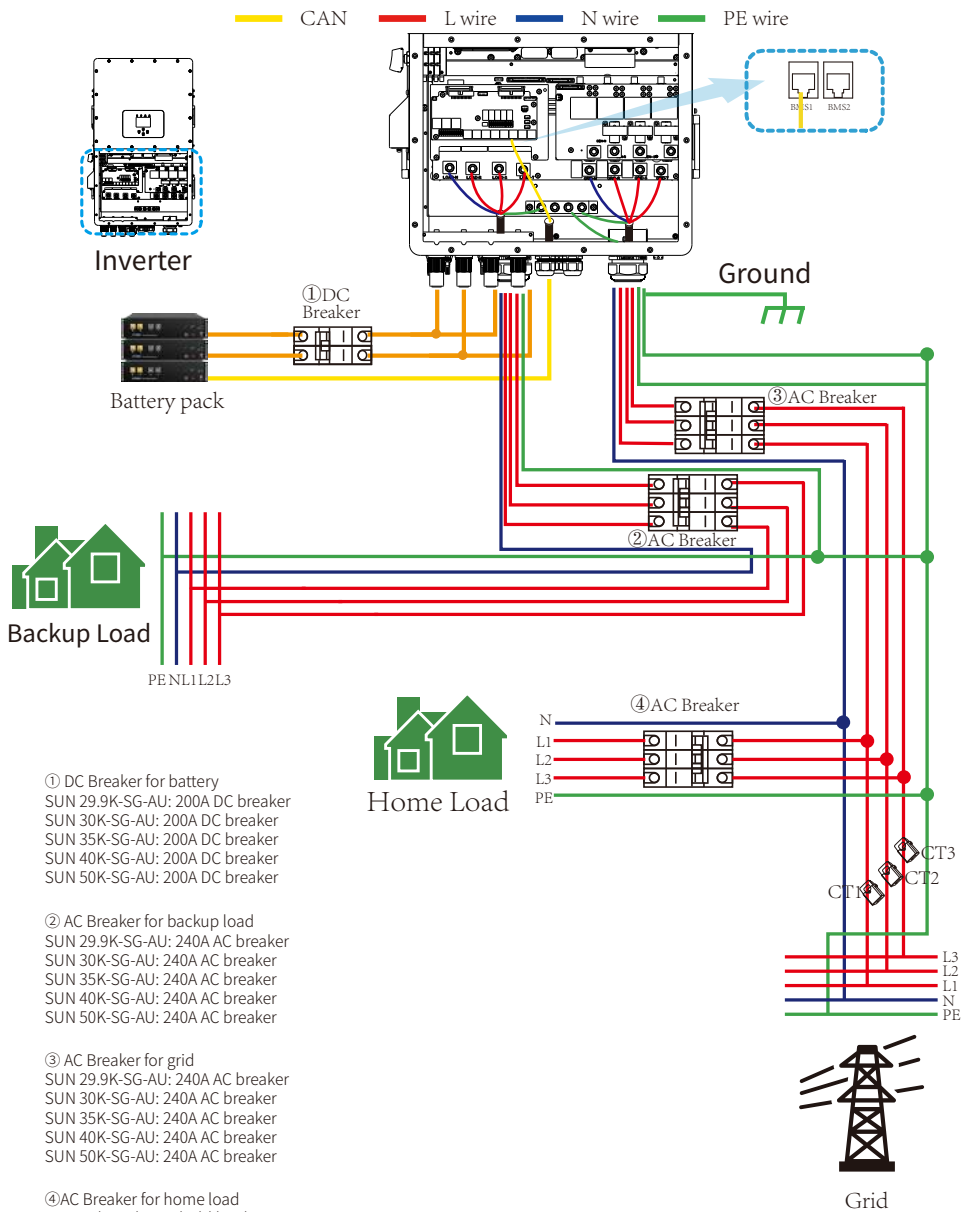 CAN L wire N wire PE wire
BMS1 BMS2
Inverter
Ground
①DC
Breaker
Battery pack
③AC Breaker
②AC Breaker
Backup Load
PE N L1 L2 L3
④AC Breaker
N
L1
L2
L3
PE
Home Load
CT3
CT2
CT1
L3
L2
L1
N
PE
Grid
① DC Breaker for battery
SUN 29.9K-SG-AU: 200A DC breaker
SUN 30K-SG-AU: 200A DC breaker
SUN 35K-SG-AU: 200A DC breaker
SUN 40K-SG-AU: 200A DC breaker
SUN 50K-SG-AU: 200A DC breaker
② AC Breaker for backup load
SUN 29.9K-SG-AU: 240A AC breaker
SUN 30K-SG-AU: 240A AC breaker
SUN 35K-SG-AU: 240A AC breaker
SUN 40K-SG-AU: 240A AC breaker
SUN 50K-SG-AU: 240A AC breaker
③ AC Breaker for grid
SUN 29.9K-SG-AU: 240A AC breaker
SUN 30K-SG-AU: 240A AC breaker
SUN 35K-SG-AU: 240A AC breaker
SUN 40K-SG-AU: 240A AC breaker
SUN 50K-SG-AU: 240A AC breaker
④AC Breaker for home load